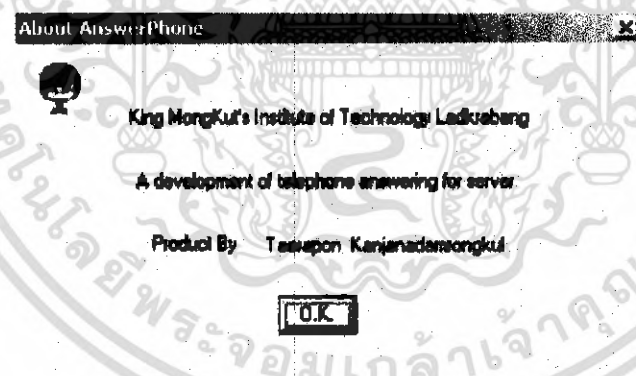 About AnswerPhone
King MongKut's Institute of Technology Ladkrabang
A development of telephone answering for server
Product By
O.K.